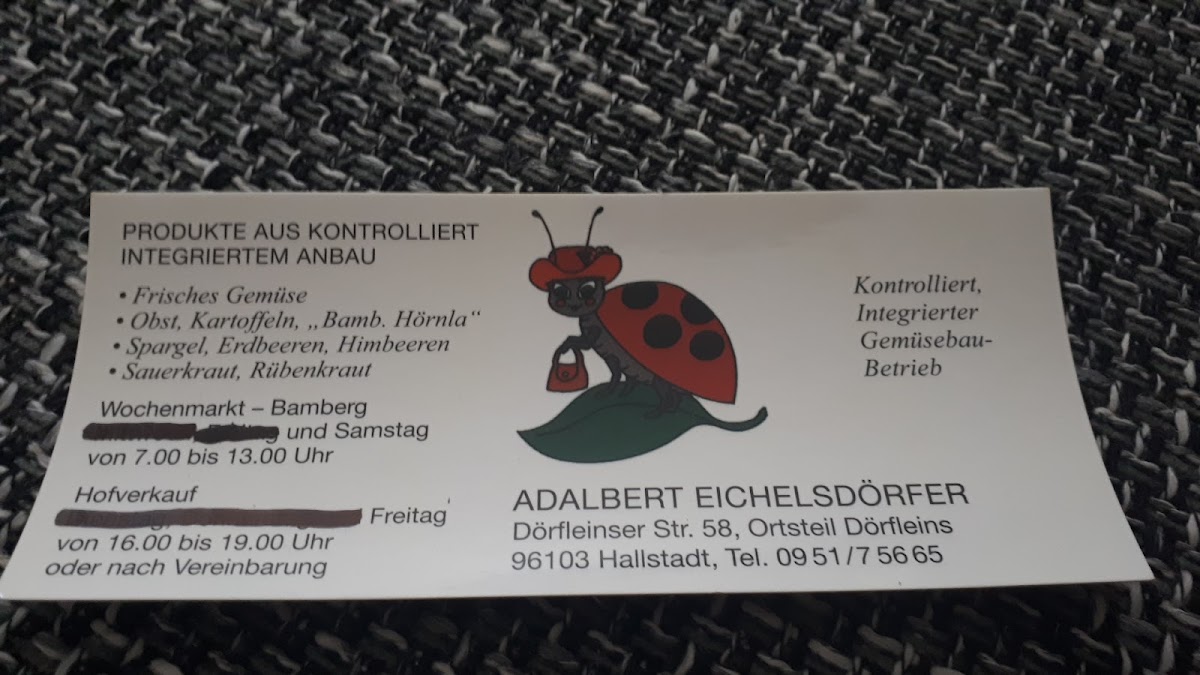 PRODUKTE AUS KONTROLLIERT
INTEGRIERTEM ANBAU
• Frisches Gemüse
• Obst, Kartoffeln, „Bamb. Hörnla“
• Spargel, Erdbeeren, Himbeeren
• Sauerkraut, Rübenkraut
Wochenmarkt – Bamberg
und Samstag
von 7.00 bis 13.00 Uhr
Hofverkauf
Freitag
von 16.00 bis 19.00 Uhr
oder nach Vereinbarung
Kontrolliert,
Integrierter
Gemüsebau-
Betrieb
ADALBERT EICHELSDÖRFER
Dörfleinser Str. 58, Ortsteil Dörfleins
96103 Hallstadt, Tel. 09 51 / 7 56 65